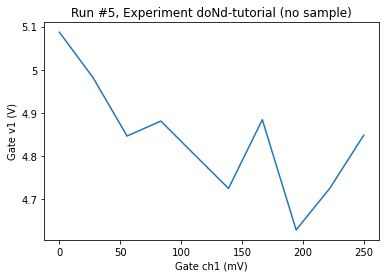 Run #5, Experiment doNd-tutorial (no sample)
5.1
5
4.9
4.8
4.7
Gate v1 (V)
0 50 100 150 200 250
Gate ch1 (mV)